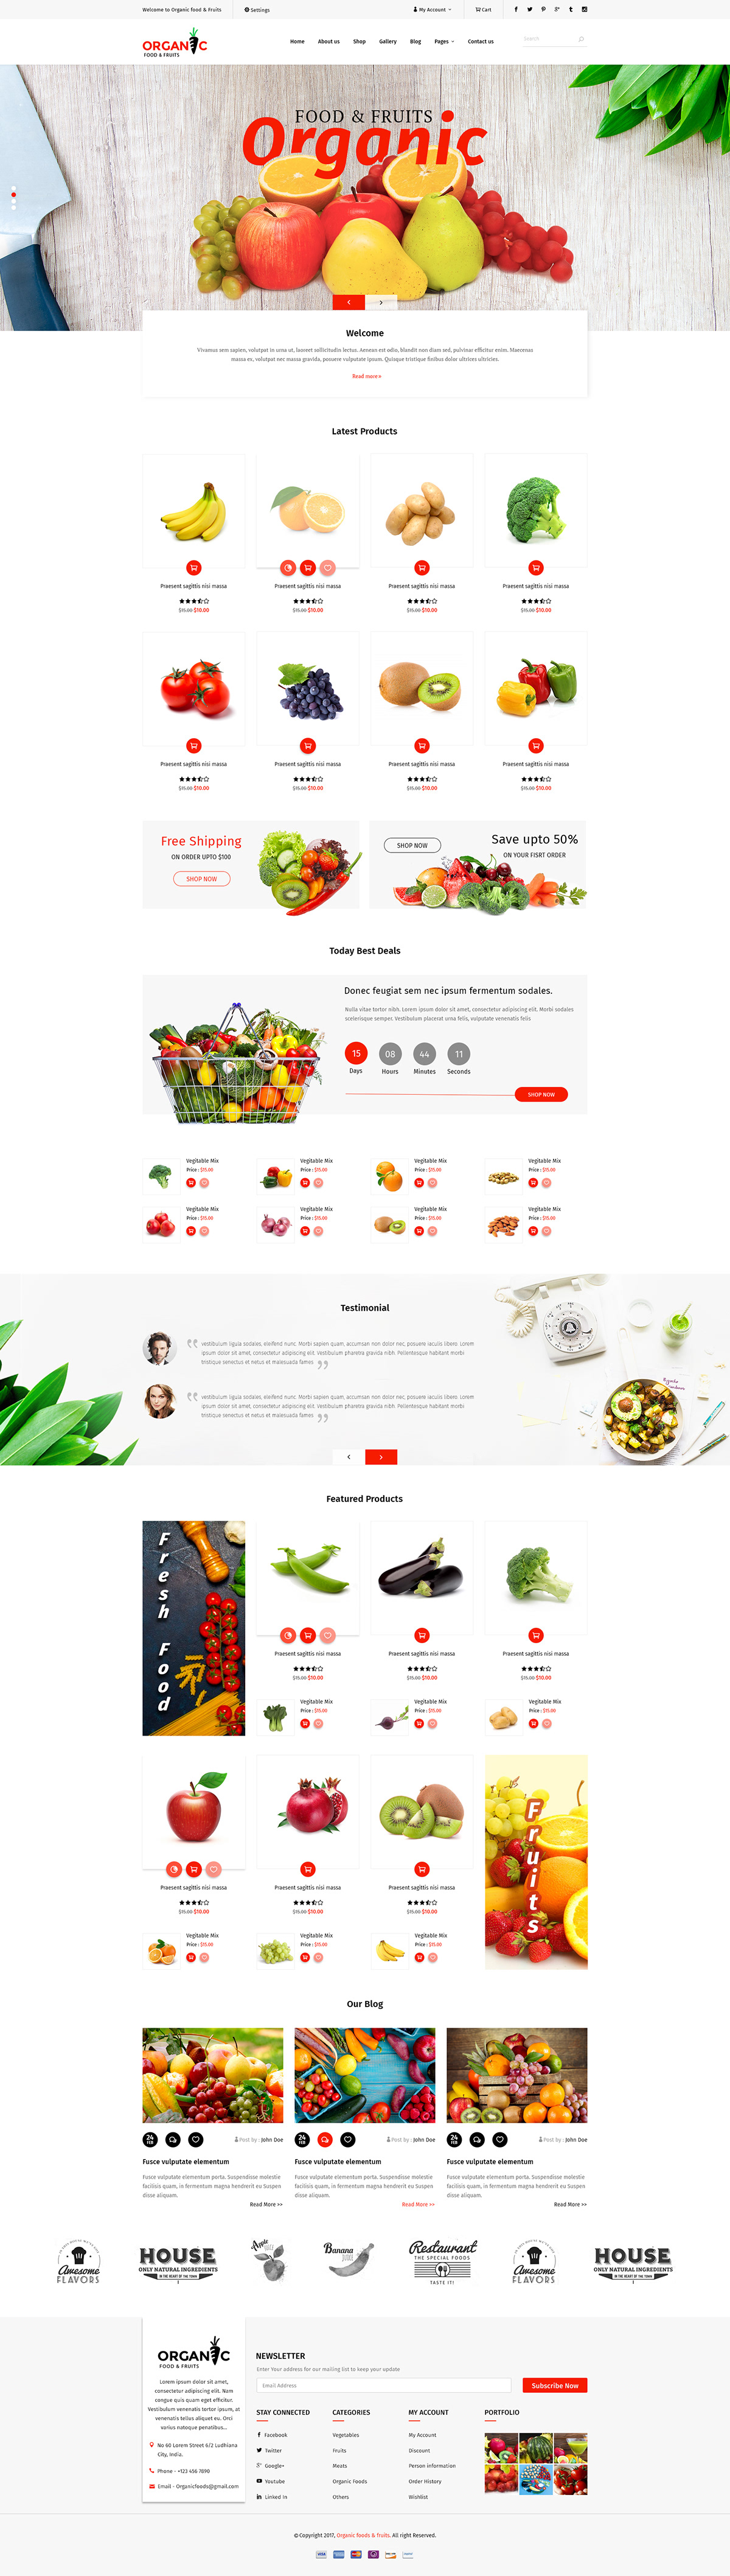 Welcome to Organic food & Fruits
Settings
My Account
Cart
ORGANIC
FOOD & FRUITS
Home
About us
Shop
Gallery
Blog
Pages
Contact us
Search
FOOD & FRUITS
Organic
Welcome
Vivamus sem sapien, volutpat in urna ut, laoreet sollicitudin lectus. Aenean est odio, blandit non diam sed, pulvinar efficitur enim. Maecenas
massa ex, volutpat nec massa gravida, posuere vulputate ipsum. Quisque tristique finibus dolor ultrices ultricies.
Read more »
Latest Products
Praesent sagittis nisi massa
$15.00 $10.00
Praesent sagittis nisi massa
$15.00 $10.00
Praesent sagittis nisi massa
$15.00 $10.00
Praesent sagittis nisi massa
$15.00 $10.00
Praesent sagittis nisi massa
$15.00 $10.00
Praesent sagittis nisi massa
$15.00 $10.00
Praesent sagittis nisi massa
$15.00 $10.00
Praesent sagittis nisi massa
$15.00 $10.00
Free Shipping
ON ORDER UPTO $100
SHOP NOW
Save upto 50%
ON YOUR FISRT ORDER
SHOP NOW
Today Best Deals
Donec feugiat sem nec ipsum fermentum sodales.
Nulla vitae tortor nibh. Lorem ipsum dolor sit amet, consectetur adipiscing elit. Morbi sodales
scelerisque semper. Vestibulum placerat urna felis, vulputate venenatis felis
15 08 44 11
Days Hours Minutes Seconds
SHOP NOW
Vegitable Mix
Price : $15.00
Vegitable Mix
Price : $15.00
Vegitable Mix
Price : $15.00
Vegitable Mix
Price : $15.00
Vegitable Mix
Price : $15.00
Vegitable Mix
Price : $15.00
Vegitable Mix
Price : $15.00
Vegitable Mix
Price : $15.00
Testimonial
vestibulum ligula sodales, eleifend nunc. Morbi sapien quam, accumsan non dolor nec, posuere iaculis libero. Lorem
ipsum dolor sit amet, consectetur adipiscing elit. Vestibulum pharetra gravida nibh. Pellentesque habitant morbi
tristique senectus et netus et malesuada fames
vestibulum ligula sodales, eleifend nunc. Morbi sapien quam, accumsan non dolor nec, posuere iaculis libero. Lorem
ipsum dolor sit amet, consectetur adipiscing elit. Vestibulum pharetra gravida nibh. Pellentesque habitant morbi
tristique senectus et netus et malesuada fames
Featured Products
Fresh Food
Praesent sagittis nisi massa
$15.00 $10.00
Praesent sagittis nisi massa
$15.00 $10.00
Praesent sagittis nisi massa
$15.00 $10.00
Vegitable Mix
Price : $15.00
Vegitable Mix
Price : $15.00
Vegitable Mix
Price : $15.00
Praesent sagittis nisi massa
$15.00 $10.00
Praesent sagittis nisi massa
$15.00 $10.00
Praesent sagittis nisi massa
$15.00 $10.00
Vegitable Mix
Price : $15.00
Vegitable Mix
Price : $15.00
Vegitable Mix
Price : $15.00
Fruits
Our Blog
24
FEB
Post by : John Doe
Fusce vulputate elementum
Fusce vulputate elementum porta. Suspendisse molestie
facilisis quam, in fermentum magna hendrerit eu Suspen
disse aliquam.
Read More >>
24
FEB
Post by : John Doe
Fusce vulputate elementum
Fusce vulputate elementum porta. Suspendisse molestie
facilisis quam, in fermentum magna hendrerit eu Suspen
disse aliquam.
Read More >>
24
FEB
Post by : John Doe
Fusce vulputate elementum
Fusce vulputate elementum porta. Suspendisse molestie
facilisis quam, in fermentum magna hendrerit eu Suspen
disse aliquam.
Read More >>
Awesome
FLAVORS
HOUSE
ONLY NATURAL INGREDIENTS
IN THE HEART OF THE TOWN
Apple
Banana
JUICE
Restaurant
THE SPECIAL FOODS
TASTE IT!
Awesome
FLAVORS
HOUSE
ONLY NATURAL INGREDIENTS
IN THE HEART OF THE TOWN
ORGANIC
FOOD & FRUITS
Lorem ipsum dolor sit amet,
consectetur adipiscing elit. Nam
congue quis quam eget efficitur.
Vestibulum venenatis tortor ipsum, at
venenatis tellus aliquet eu. Orci
varius natoque penatibus...
No 60 Lorem Street 6/2 Ludhiana
City, India.
Phone - +123 456 7890
Email - Organicfoods@gmail.com
NEWSLETTER
Enter Your address for our mailing list to keep your update
Email Address
Subscribe Now
STAY CONNECTED
Facebook
Twitter
Google+
Youtube
Linked In
CATEGORIES
Vegetables
Fruits
Meats
Organic Foods
Others
MY ACCOUNT
My Account
Discount
Person information
Order History
Wishlist
PORTFOLIO
© Copyright 2017, Organic foods & fruits. All right Reserved.
VISA